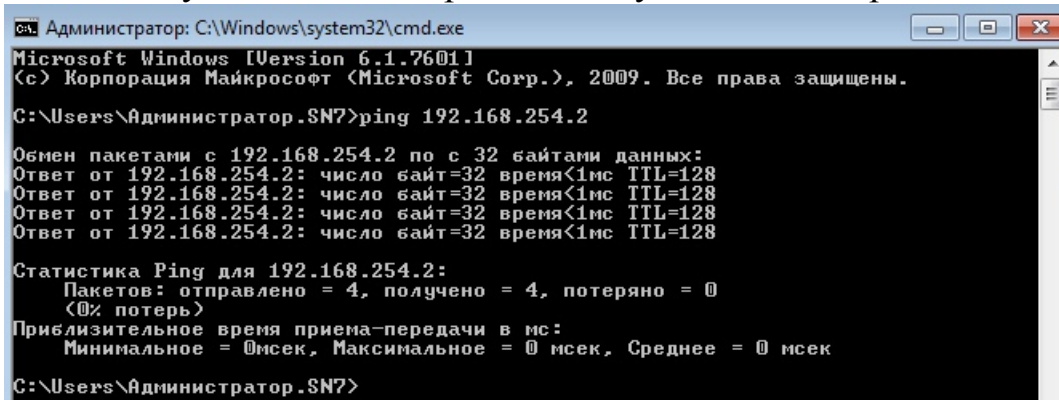 Администратор: C:\Windows\system32\cmd.exe
Microsoft Windows [Version 6.1.7601]
(c) Корпорация Майкрософт (Microsoft Corp.), 2009. Все права защищены.
C:\Users\Администратор.SN7>ping 192.168.254.2
Обмен пакетами с 192.168.254.2 по с 32 байтами данных:
Ответ от 192.168.254.2: число байт=32 время<1мс TTL=128
Ответ от 192.168.254.2: число байт=32 время<1мс TTL=128
Ответ от 192.168.254.2: число байт=32 время<1мс TTL=128
Ответ от 192.168.254.2: число байт=32 время<1мс TTL=128
Статистика Ping для 192.168.254.2:
Пакетов: отправлено = 4, получено = 4, потеряно = 0
(0% потерь)
Приблизительное время приема-передачи в мс:
Минимальное = 0мсек, Максимальное = 0 мсек, Среднее = 0 мсек
C:\Users\Администратор.SN7>